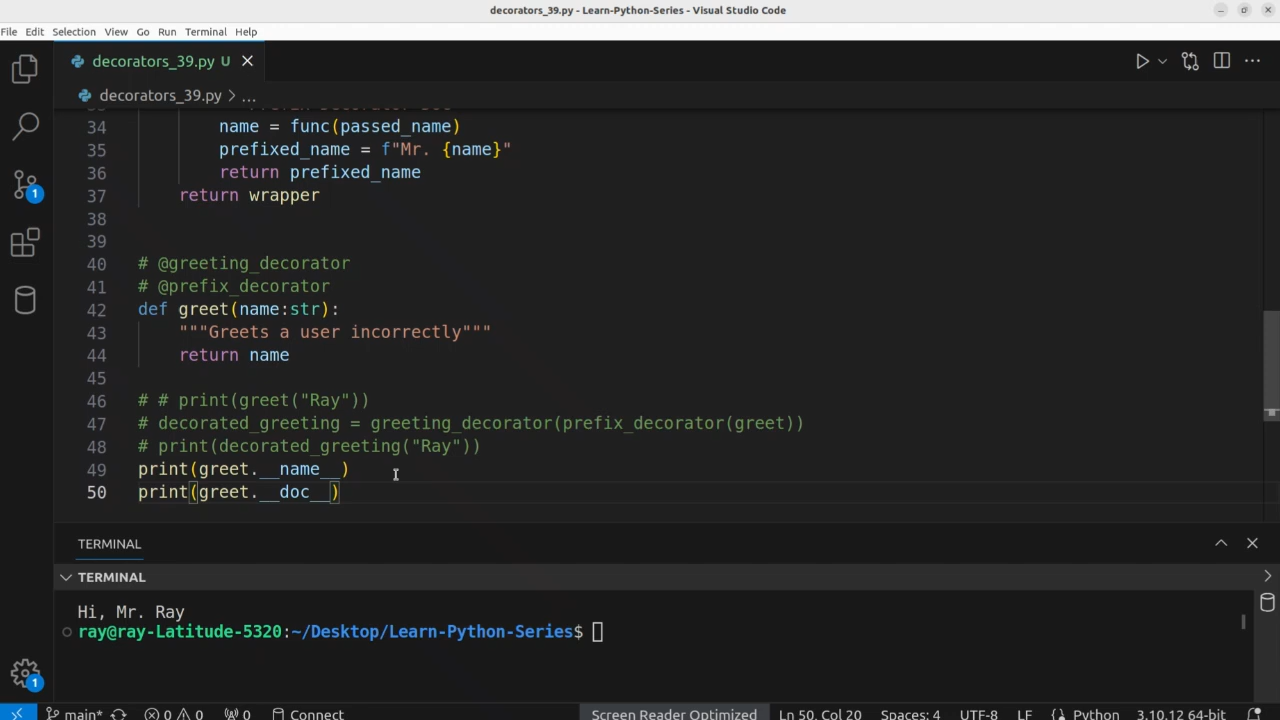 decorators_39.py - Learn-Python-Series - Visual Studio Code
File Edit Selection View Go Run Terminal Help
decorators_39.py U
decorators_39.py > ...
34 name = func(passed_name)
35 prefixed_name = f"Mr. {name}"
36 return prefixed_name
37 return wrapper
38
39
40 # @greeting_decorator
41 # @prefix_decorator
42 def greet(name:str):
43 """Greets a user incorrectly"""
44 return name
45
46 # # print(greet("Ray"))
47 # decorated_greeting = greeting_decorator(prefix_decorator(greet))
48 # print(decorated_greeting("Ray"))
49 print(greet.__name__)
50 print(greet.__doc__)
TERMINAL
TERMINAL
Hi, Mr. Ray
ray@ray-Latitude-5320:~/Desktop/Learn-Python-Series$
1
1
main* 0 0 0 Connect Screen Reader Optimized Ln 50, Col 20 Spaces: 4 UTF-8 LF {} Python 3.10.12 64-bit